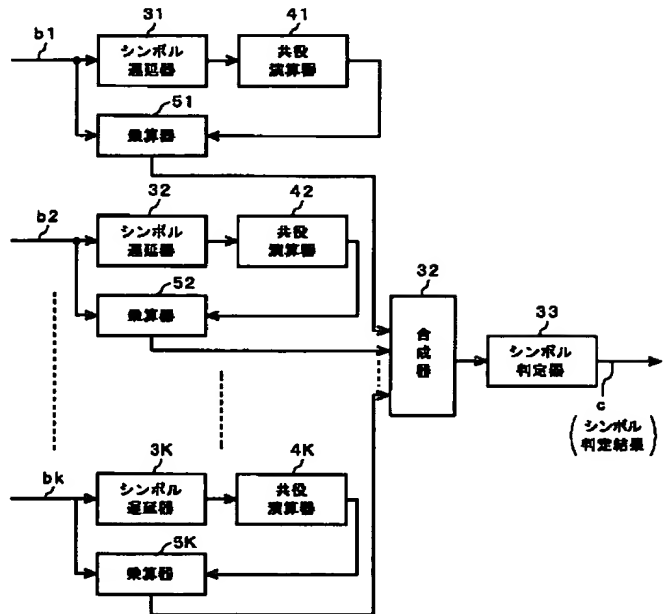 b1
31
シンボル
遅延器
41
共役
演算器
51
乗算器
b2
32
シンボル
遅延器
42
共役
演算器
52
乗算器
32
合
成
器
33
シンボル
判定器
c
(シンボル
判定結果)
bk
3K
シンボル
遅延器
4K
共役
演算器
5K
乗算器